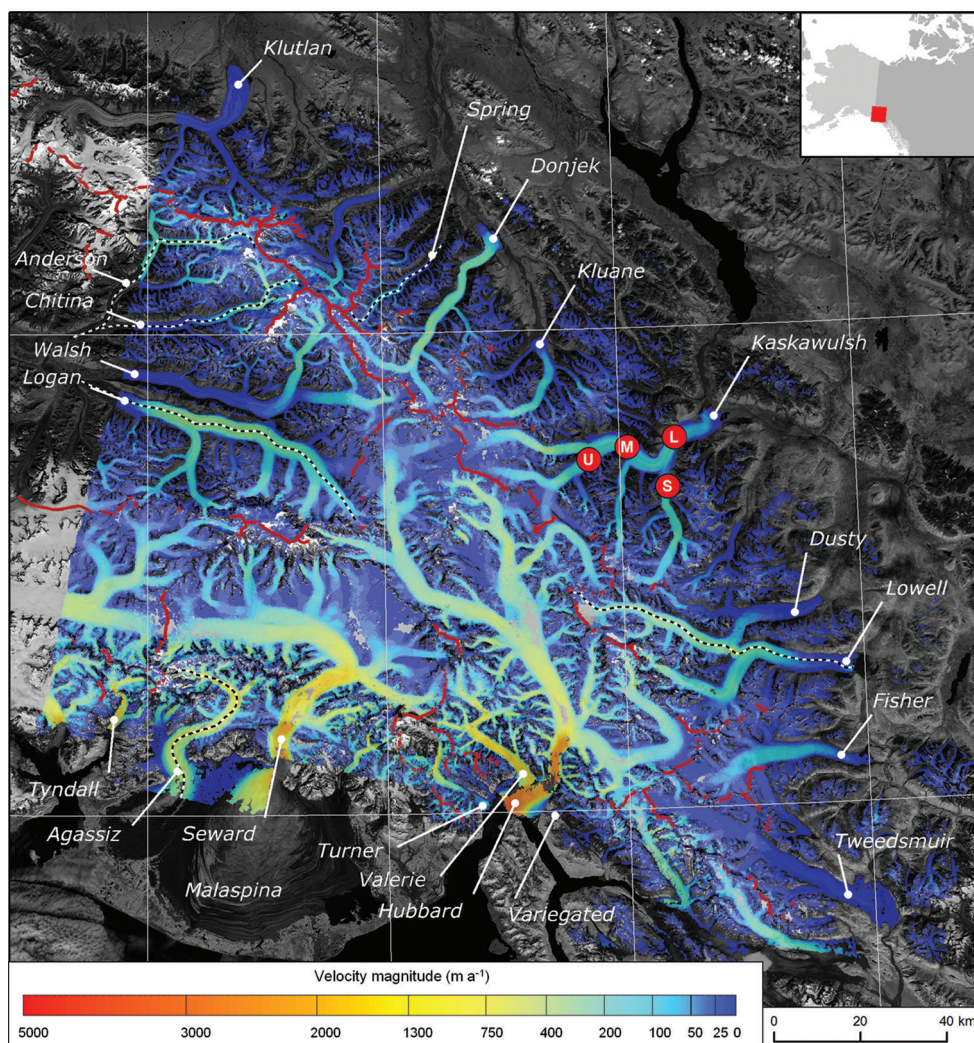 Klutlan
Spring
Donjek
Anderson
Kluane
Chitina
Walsh
Kaskawulsh
Logan
L
M
U
S
Dusty
Lowell
Fisher
Tyndall
Agassiz
Seward
Turner
Tweedsmuir
Malaspina
Valerie
Hubbard
Variegated
Velocity magnitude (m a-1)
5000 3000 2000 1300 750 400 200 100 50 25 0
0 20 40 km